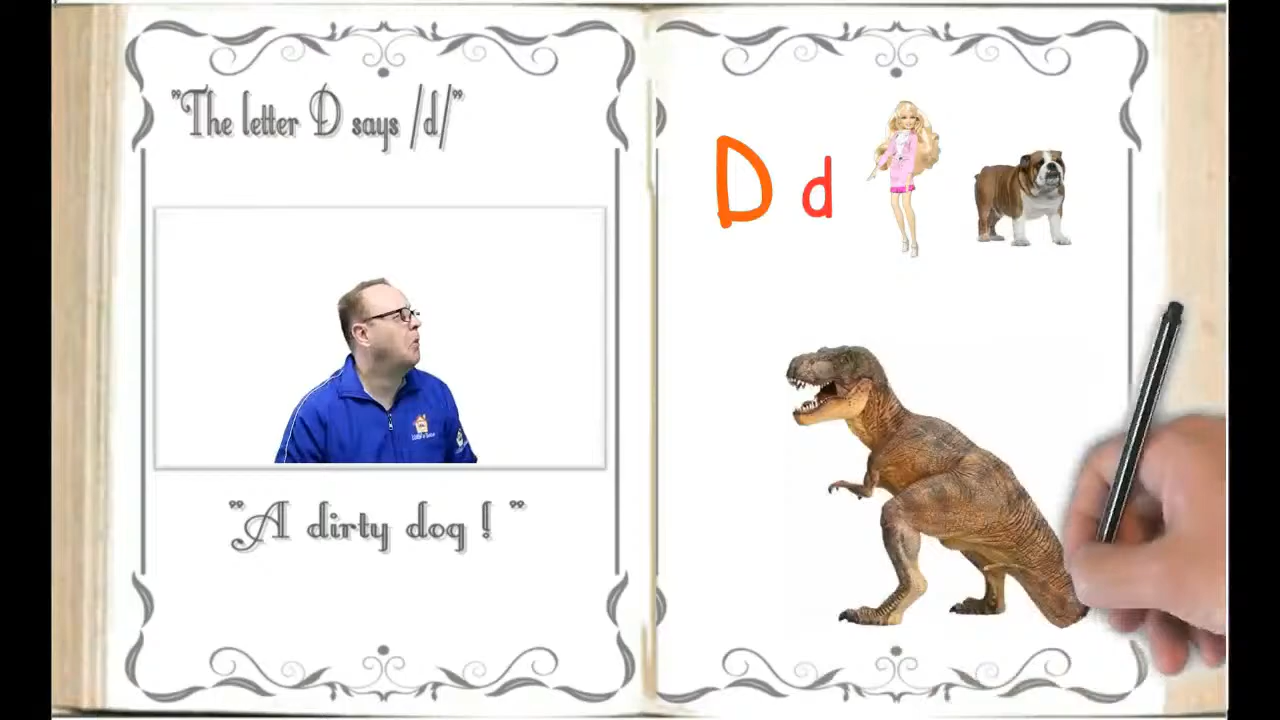 "The letter D says /d/"
D d
"A dirty dog ! "